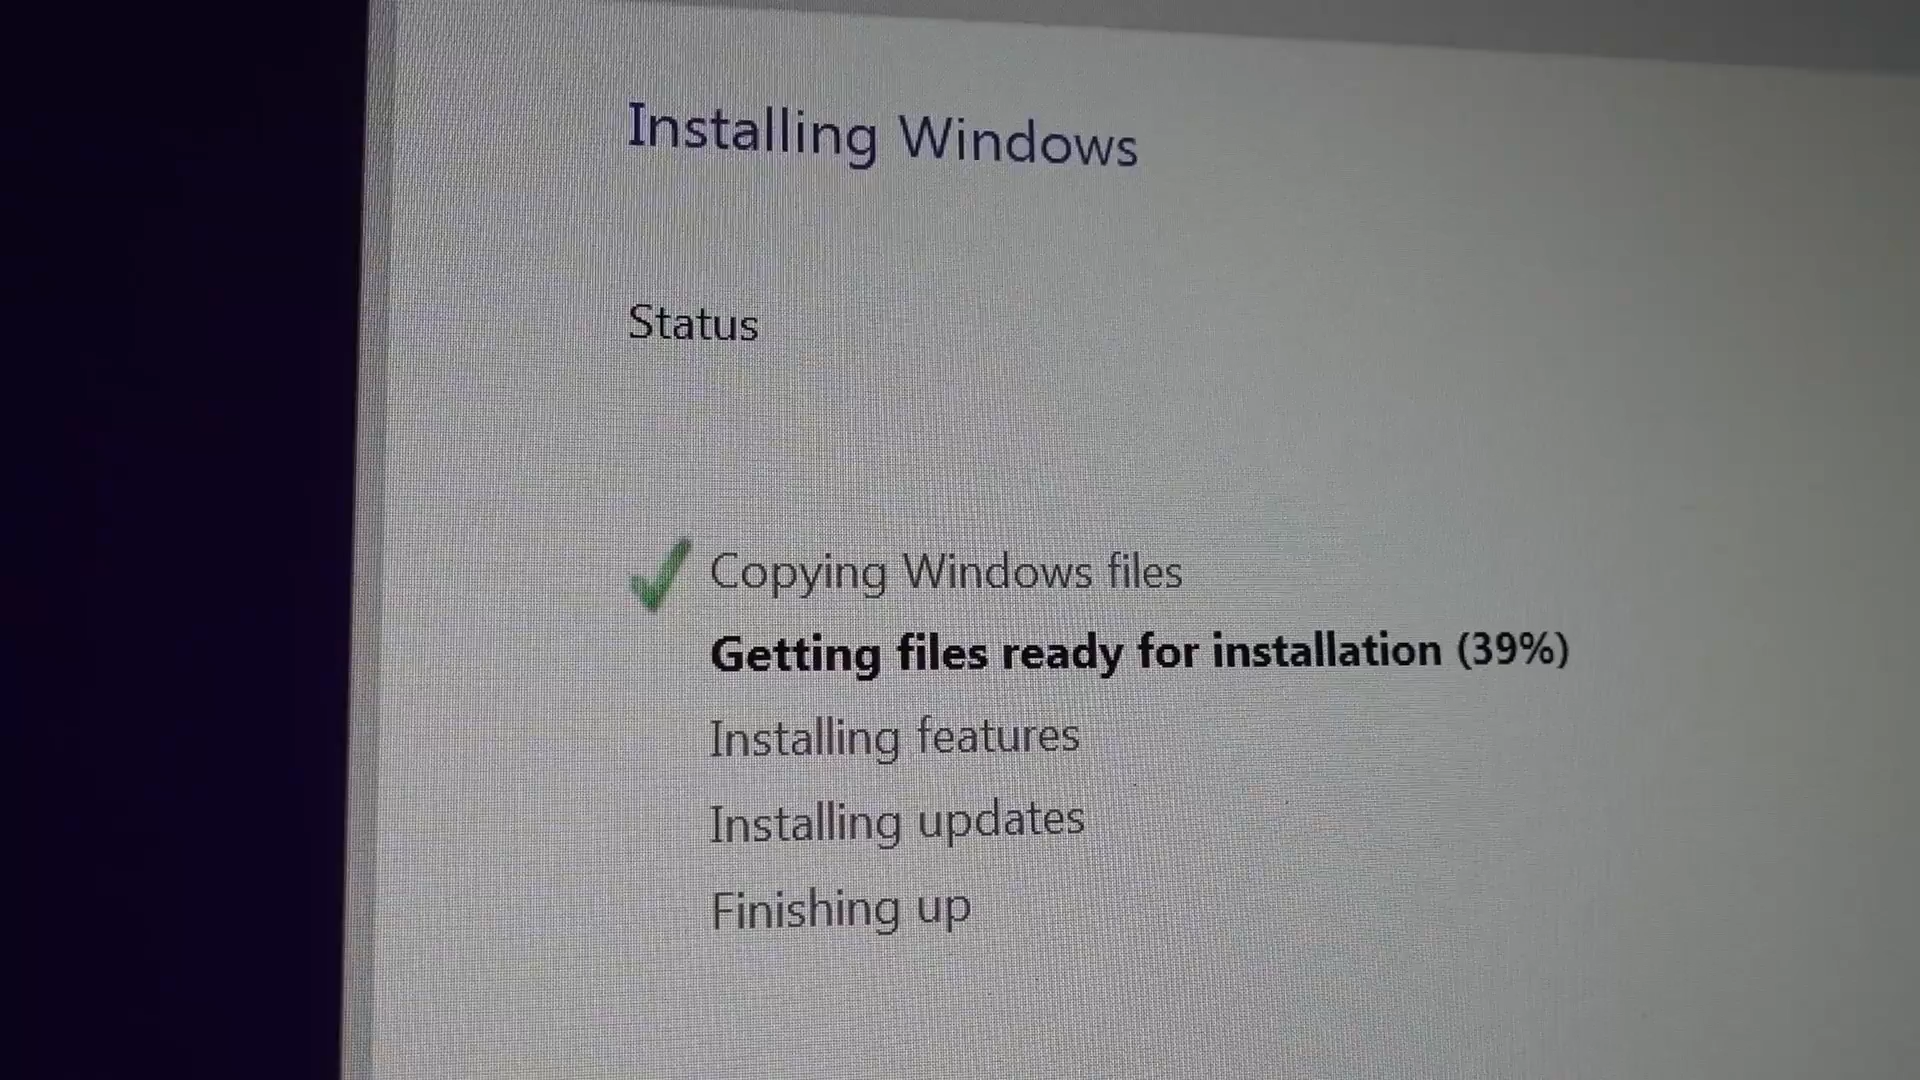 Installing Windows
Status
Copying Windows files
Getting files ready for installation (39%)
Installing features
Installing updates
Finishing up